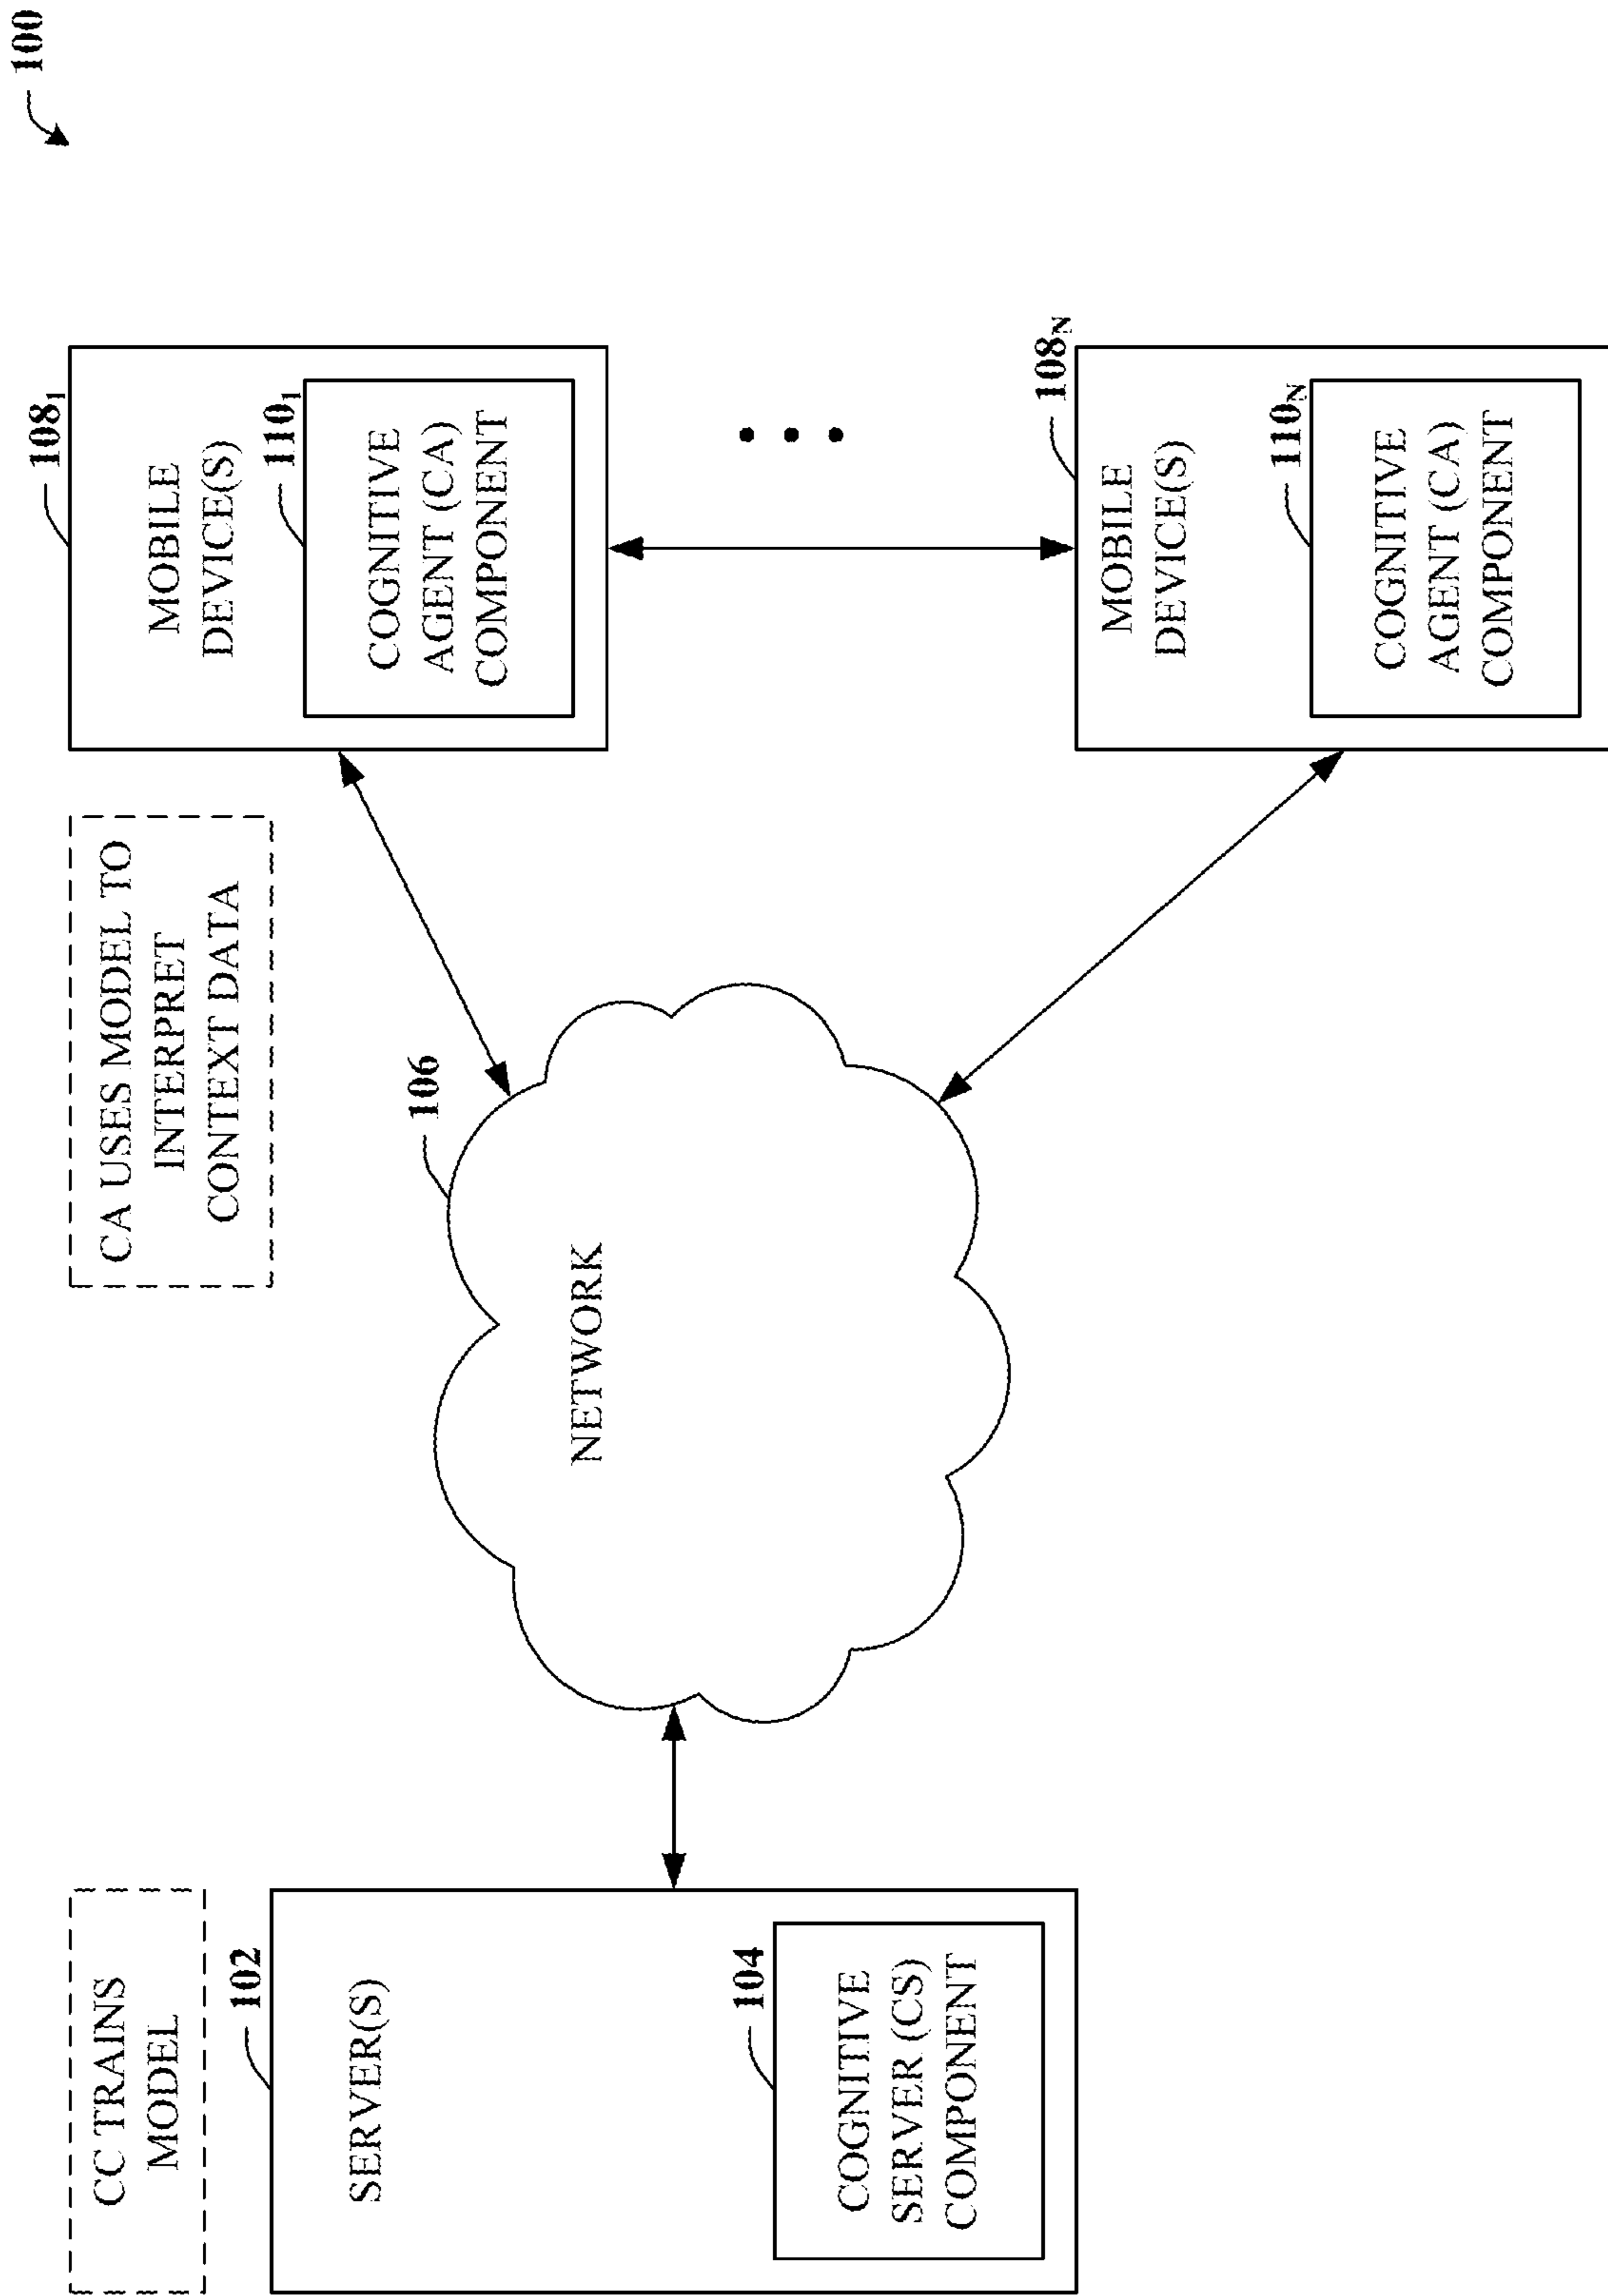 100
CC TRAINS
MODEL
102
SERVER(S)
104
COGNITIVE
SERVER (CS)
COMPONENT
106
NETWORK
CA USES MODEL TO
INTERPRET
CONTEXT DATA
108₁
MOBILE
DEVICE(S)
110₁
COGNITIVE
AGENT (CA)
COMPONENT
108N
MOBILE
DEVICE(S)
110N
COGNITIVE
AGENT (CA)
COMPONENT